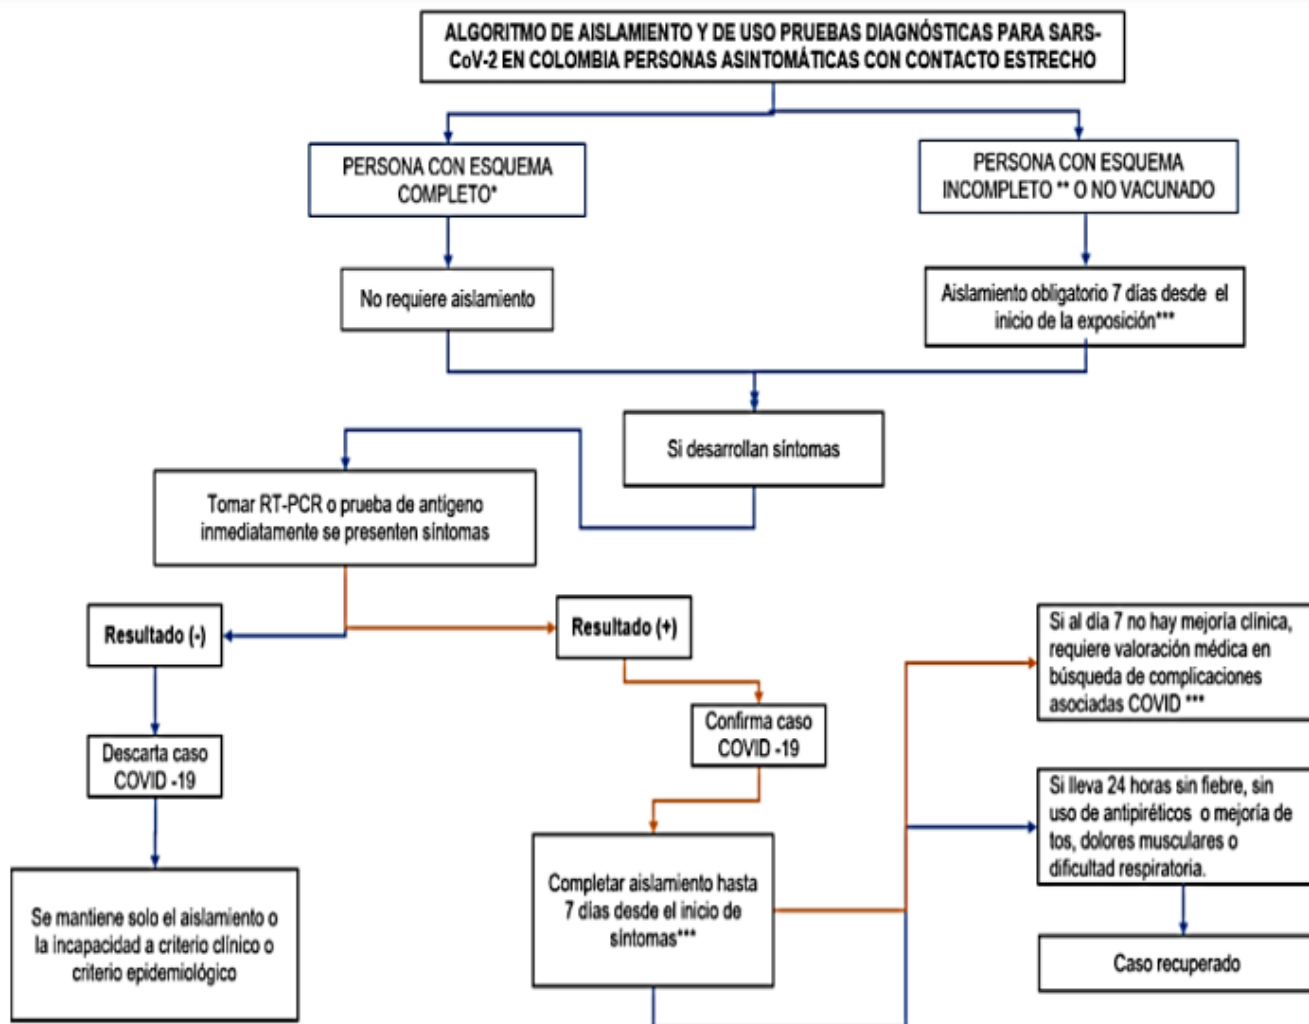 ALGORITMO DE AISLAMIENTO Y DE USO PRUEBAS DIAGNÓSTICAS PARA SARS-
CoV-2 EN COLOMBIA PERSONAS ASINTOMÁTICAS CON CONTACTO ESTRECHO
PERSONA CON ESQUEMA
COMPLETO*
PERSONA CON ESQUEMA
INCOMPLETO ** O NO VACUNADO
No requiere aislamiento
Aislamiento obligatorio 7 días desde el
inicio de la exposición***
Si desarrollan síntomas
Tomar RT-PCR o prueba de antígeno
inmediatamente se presenten síntomas
Resultado (-)
Resultado (+)
Descarta caso
COVID -19
Confirma caso
COVID -19
Se mantiene solo el aislamiento o
la incapacidad a criterio clínico o
criterio epidemiológico
Completar aislamiento hasta
7 días desde el inicio de
síntomas***
Si al día 7 no hay mejoría clínica,
requiere valoración médica en
búsqueda de complicaciones
asociadas COVID ***
Si lleva 24 horas sin fiebre, sin
uso de antipiréticos o mejoría de
tos, dolores musculares o
dificultad respiratoria.
Caso recuperado